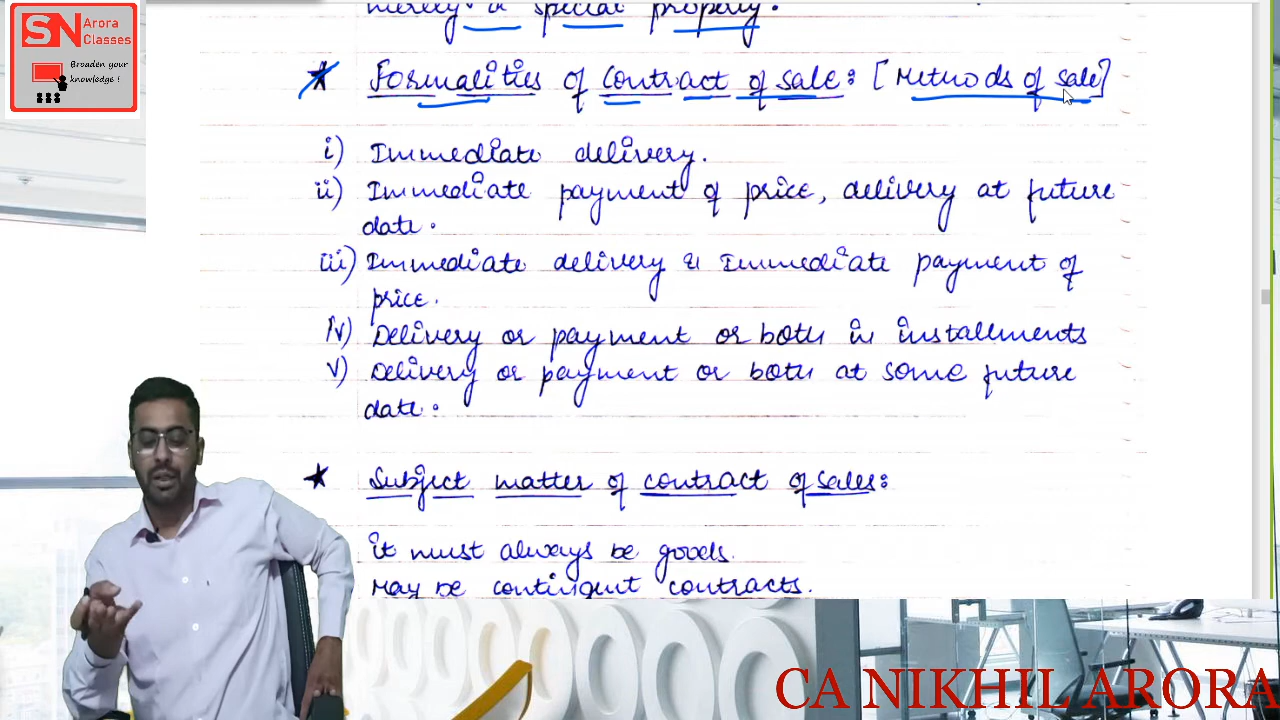 SN Arora Classes
Broaden your knowledge !
merely a special property.
★ Formalities of contract of sale: [Methods of sale]
i) Immediate delivery.
ii) Immediate payment of price, delivery at future
date.
iii) Immediate delivery & Immediate payment of
price.
iv) Delivery or payment or both in installments
v) Delivery or payment or both at some future
date.
★ Subject matter of contract of sales:
it must always be goods.
May be contingent contracts.
CA NIKHIL ARORA